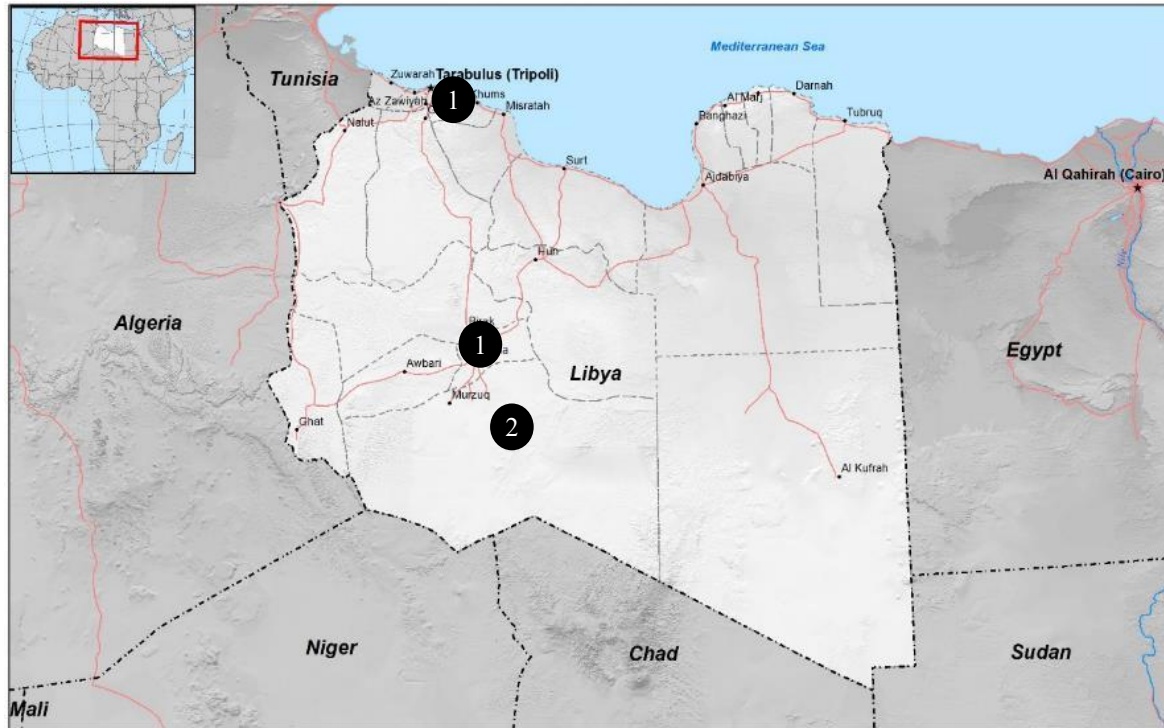 Mediterranean Sea
Tunisia
Zuwarah
Tarabulus (Tripoli)
Az Zawiyah
1
Khums
Misratah
Nalut
Surt
Al Marj
Darnah
Banghazi
Tubruq
Ajdabiya
Al Qahirah (Cairo)
Nile
Hun
Algeria
1
Awbari
Libya
Egypt
Murzuq
2
Ghat
Al Kufrah
Niger
Chad
Sudan
Mali